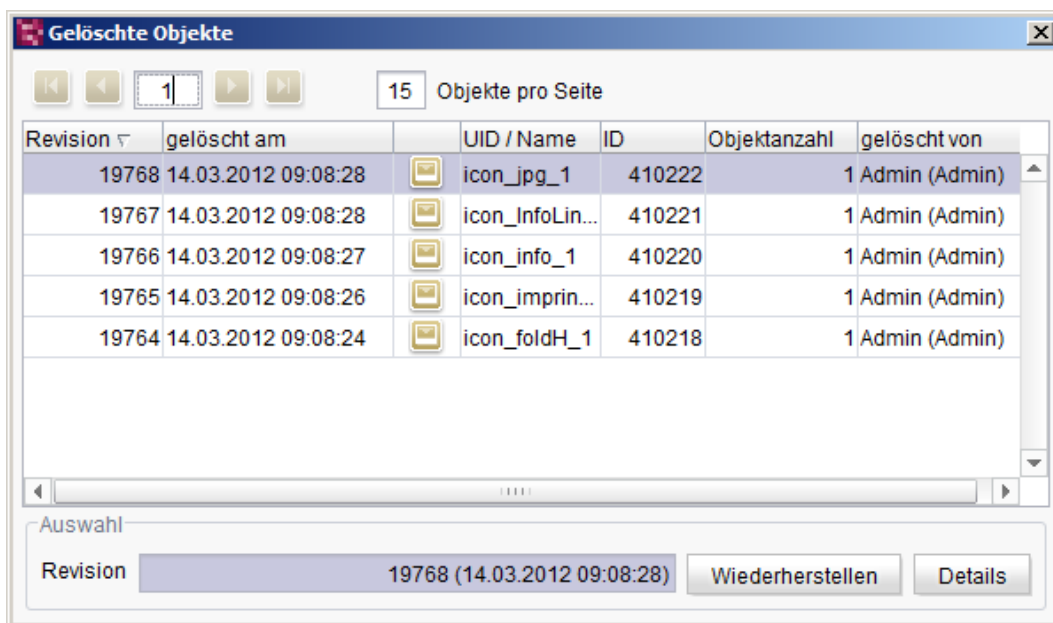 Gelöschte Objekte
1 15 Objekte pro Seite
Revision gelöscht am UID / Name ID Objektanzahl gelöscht von
19768 14.03.2012 09:08:28 icon_jpg_1 410222 1 Admin (Admin)
19767 14.03.2012 09:08:28 icon_InfoLin... 410221 1 Admin (Admin)
19766 14.03.2012 09:08:27 icon_info_1 410220 1 Admin (Admin)
19765 14.03.2012 09:08:26 icon_imprin... 410219 1 Admin (Admin)
19764 14.03.2012 09:08:24 icon_foldH_1 410218 1 Admin (Admin)
Auswahl
Revision 19768 (14.03.2012 09:08:28) Wiederherstellen Details